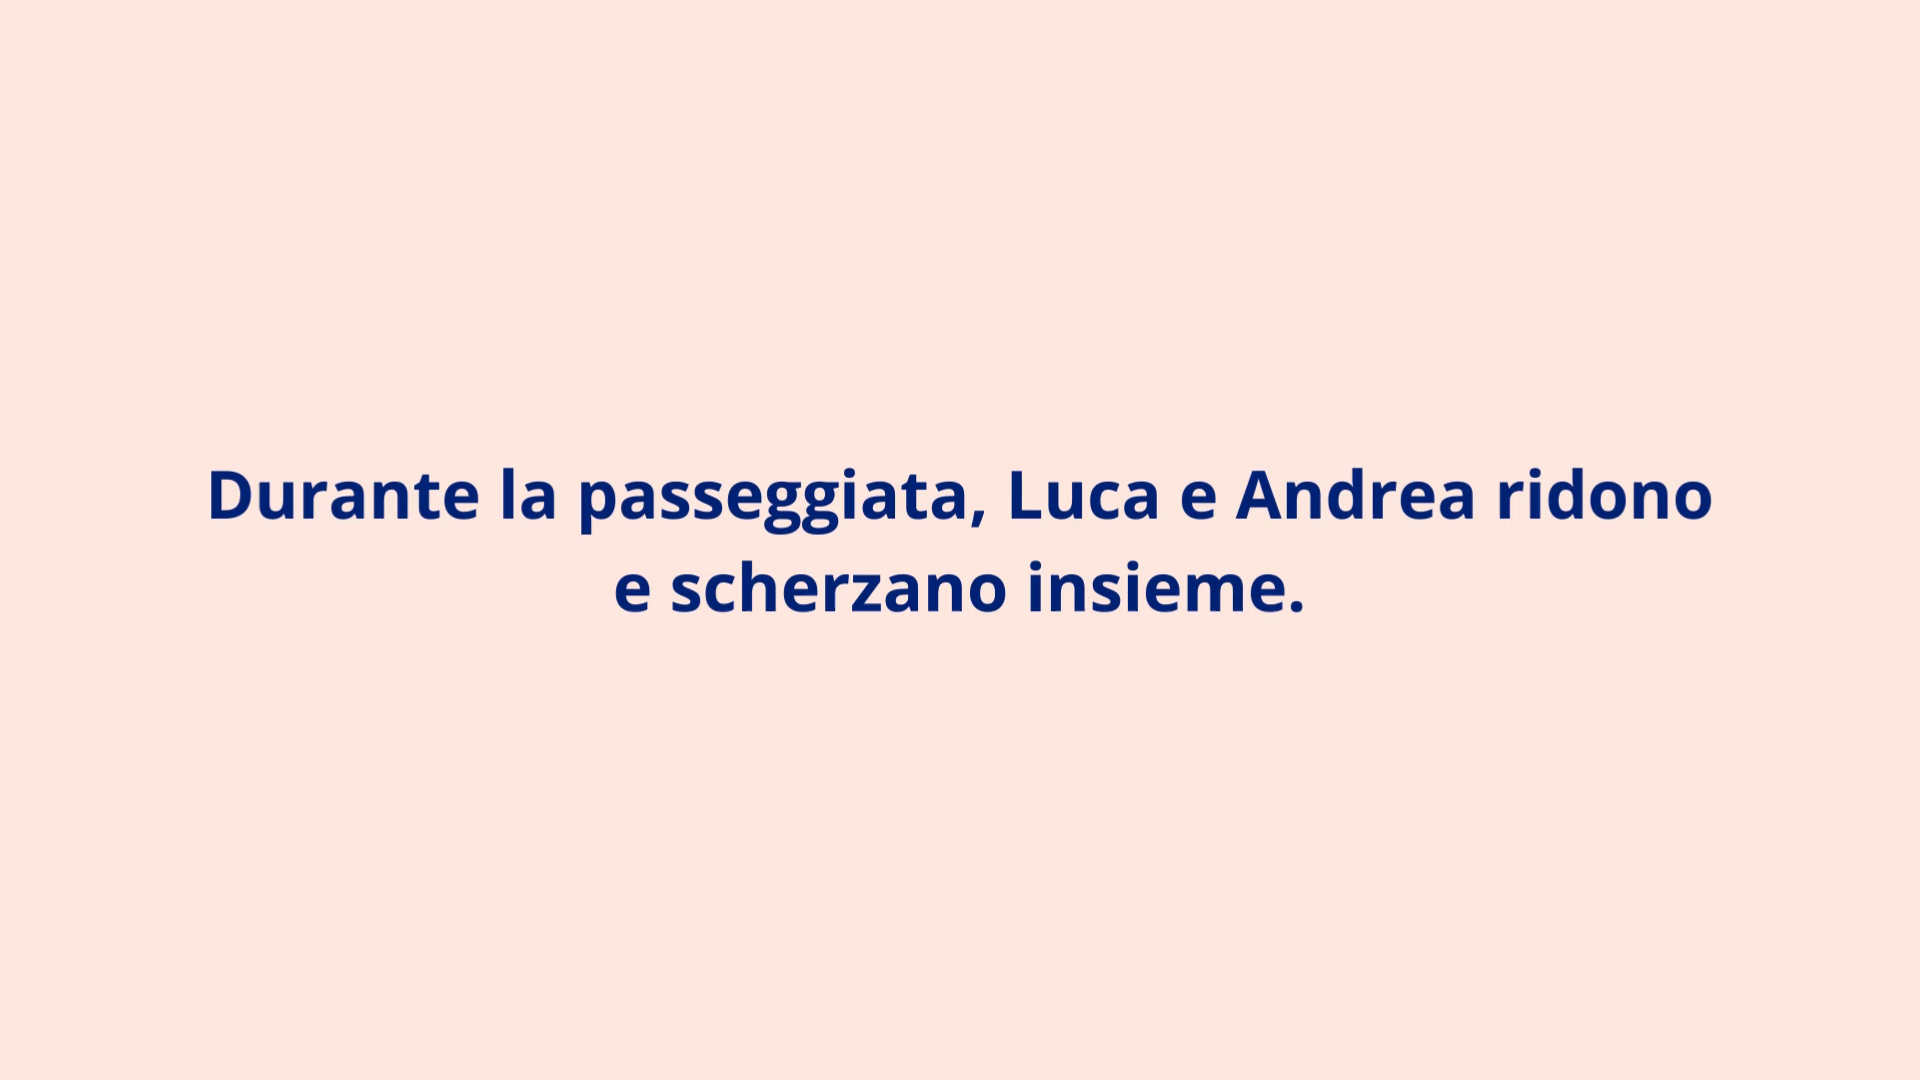 Durante la passeggiata, Luca e Andrea ridono
e scherzano insieme.